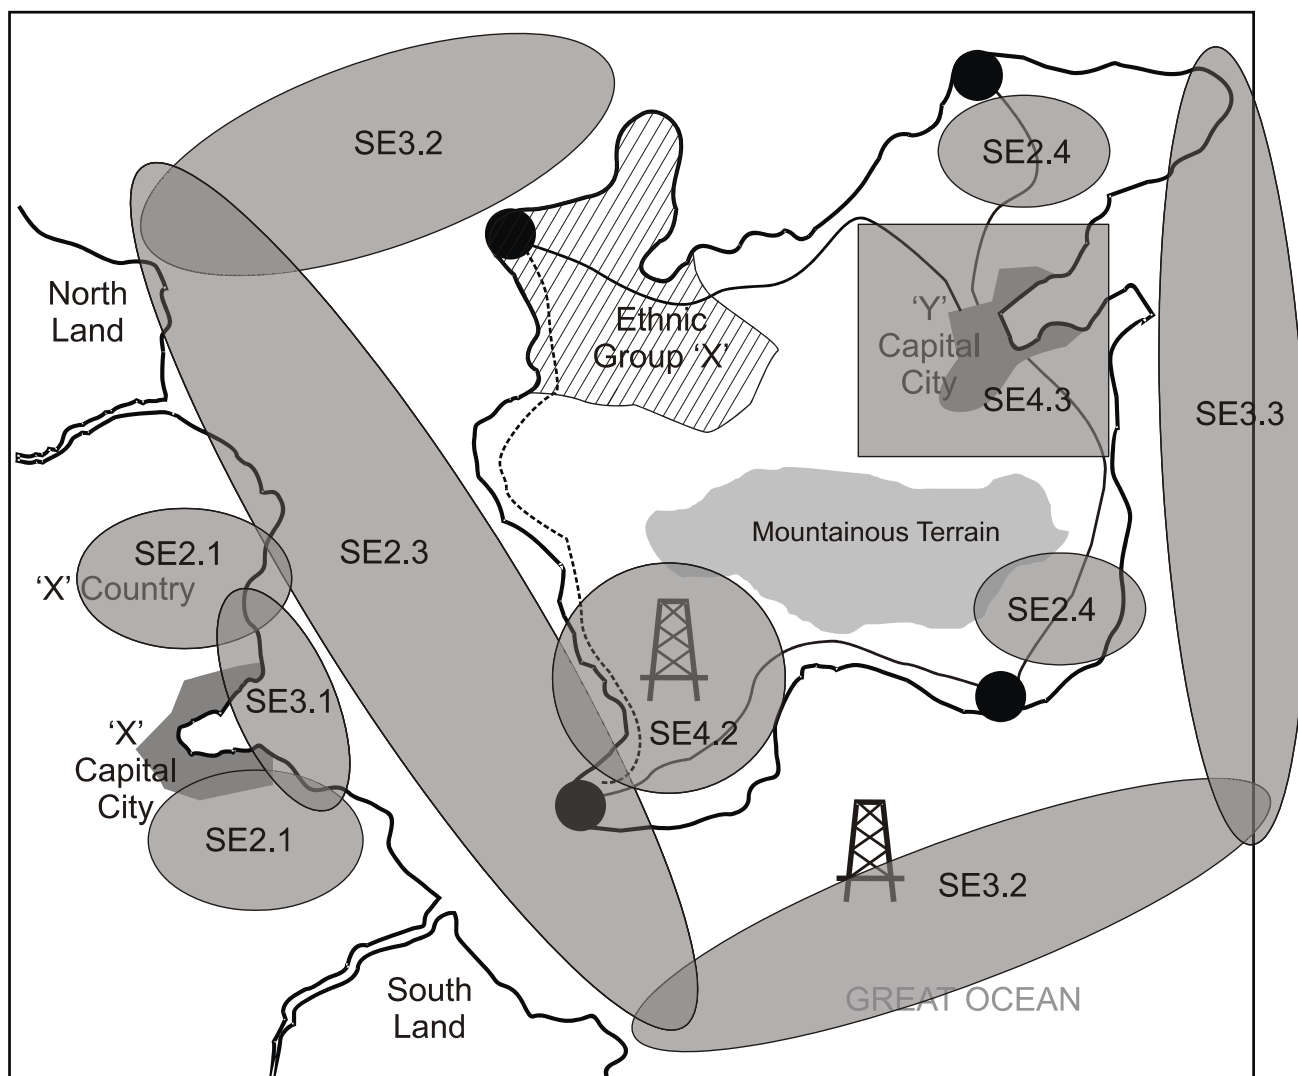 SE3.2
SE2.4
North
Land
Ethnic
Group ‘X’
‘Y’
Capital
City
SE4.3
SE3.3
SE2.1
‘X’ Country
SE2.3
Mountainous Terrain
SE2.4
SE3.1
‘X’
Capital
City
SE4.2
SE2.1
SE3.2
South
Land
GREAT OCEAN